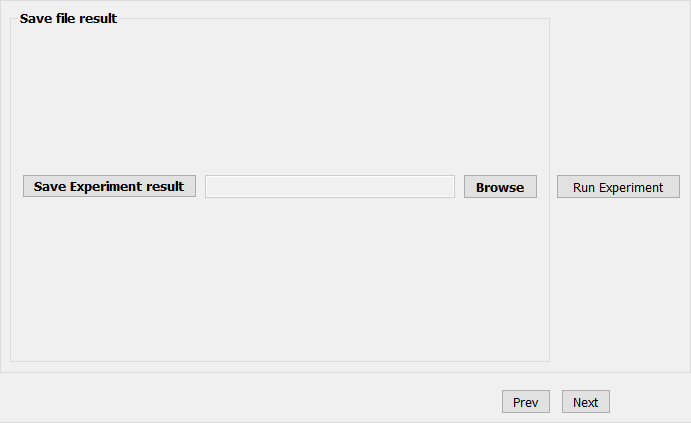 Save file result
Save Experiment result
Browse
Run Experiment
Prev
Next